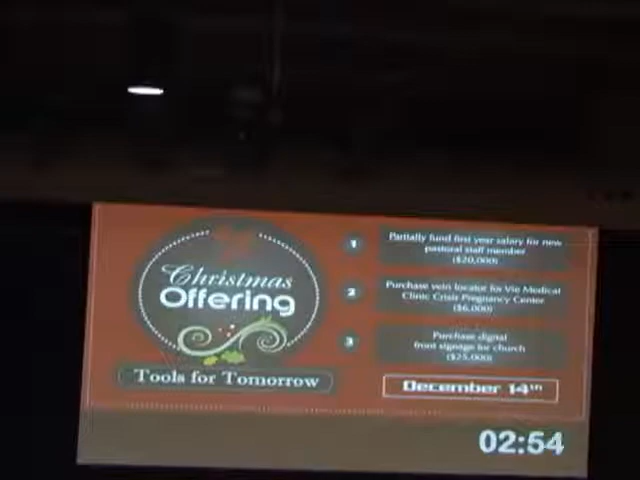 Christmas
Offering
Tools for Tomorrow
1
Partially fund first year salary for new
pastoral staff member
($20,000)
2
Purchase vein locator for Vie Medical
Clinic Crisis Pregnancy Center
($6,000)
3
Purchase digital
front signage for church
($25,000)
December 14th
02:54